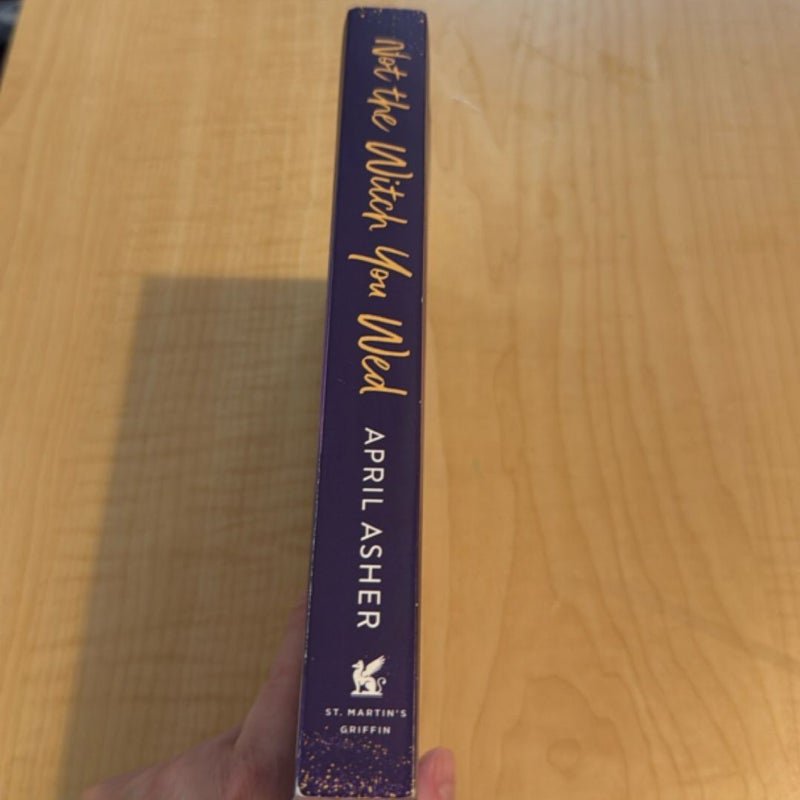 Not the Witch You Wed
APRIL ASHER
ST. MARTIN'S
GRIFFIN